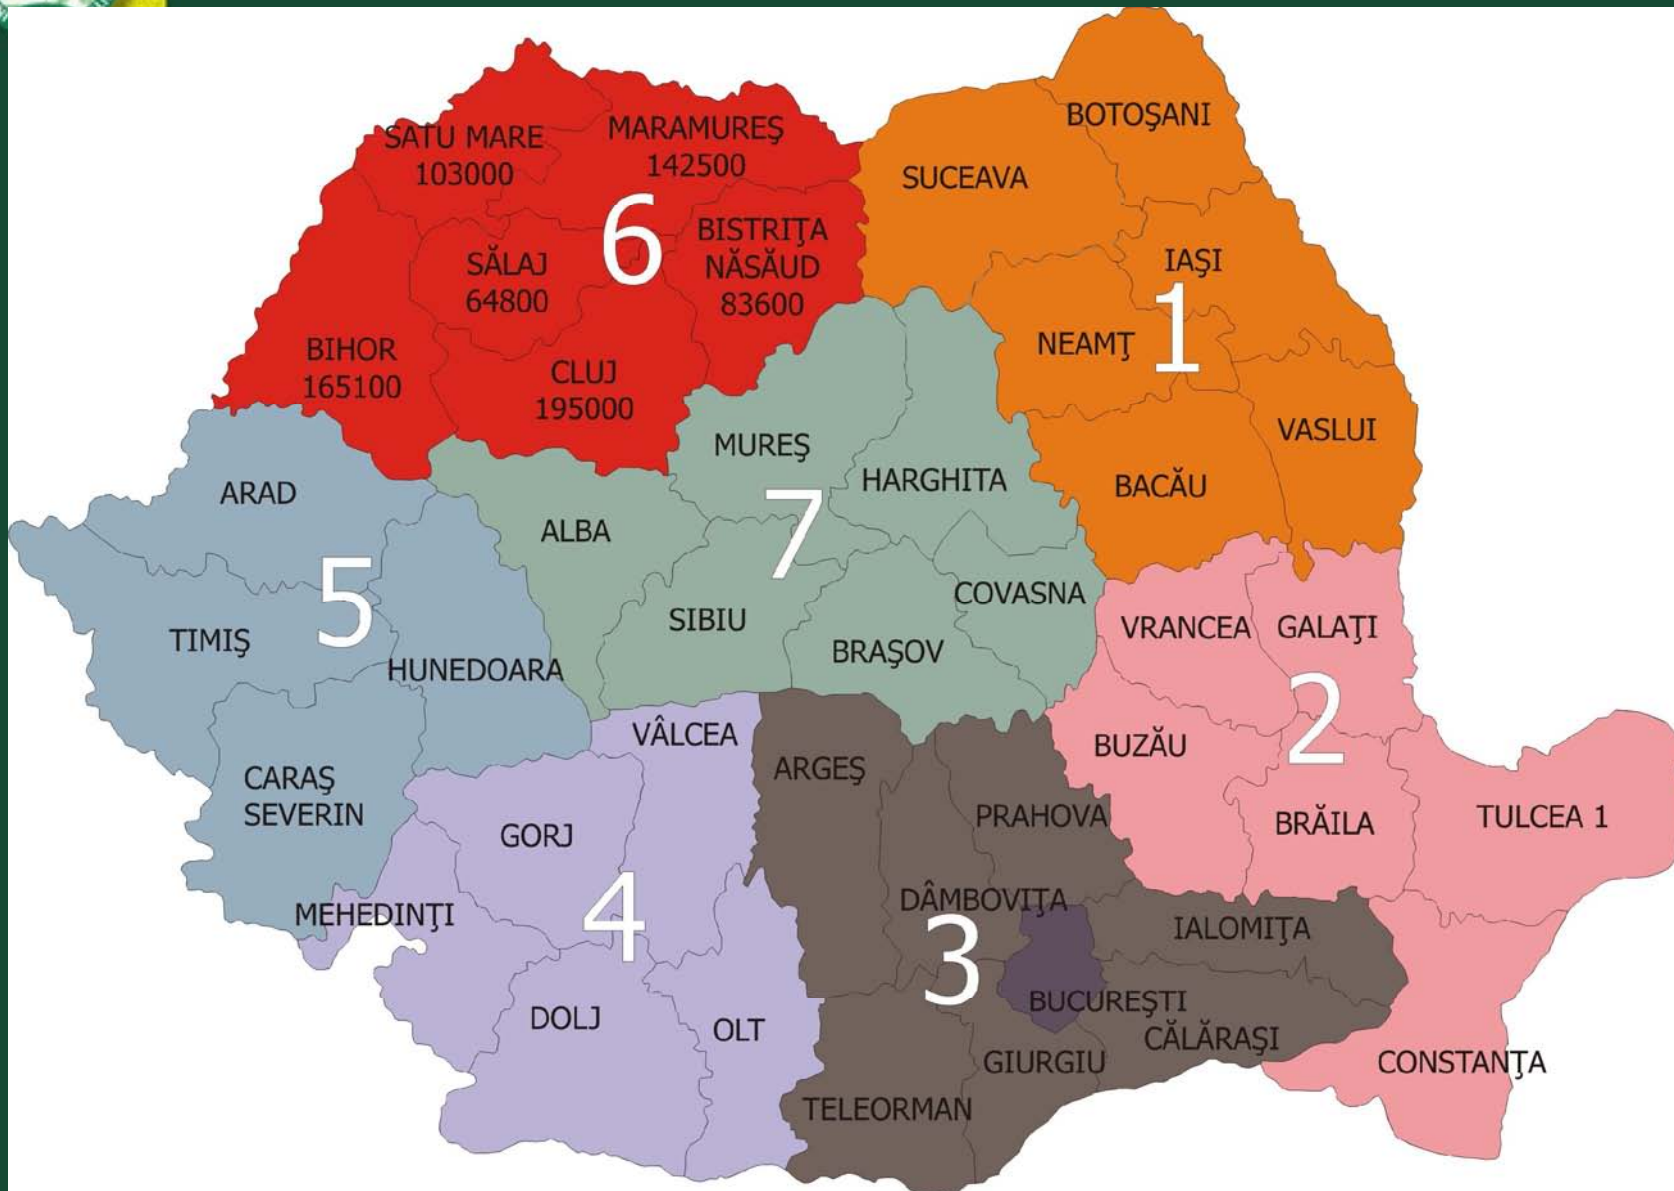 BOTOŞANI
SATU MARE
103000
MARAMUREŞ
142500
SUCEAVA
6
BISTRIŢA
NĂSĂUD
83600
SĂLAJ
64800
IAŞI
1
NEAMŢ
BIHOR
165100
CLUJ
195000
VASLUI
MUREŞ
HARGHITA
BACĂU
ARAD
7
ALBA
5
COVASNA
SIBIU
VRANCEA
GALAŢI
TIMIŞ
BRAŞOV
HUNEDOARA
2
VÂLCEA
BUZĂU
ARGEŞ
CARAŞ
SEVERIN
PRAHOVA
BRĂILA
TULCEA 1
GORJ
DÂMBOVIŢA
MEHEDINŢI
4
IALOMIŢA
3
BUCUREŞTI
DOLJ
OLT
CĂLĂRAŞI
GIURGIU
CONSTANŢA
TELEORMAN